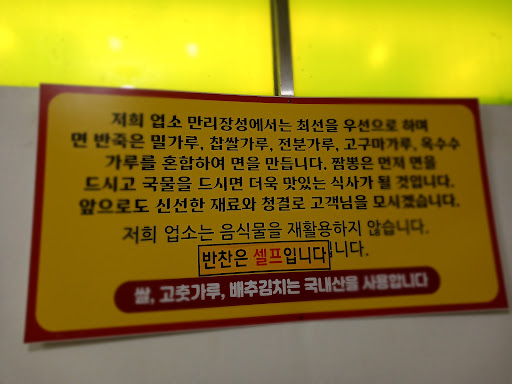 저희 업소 만리장성에서는 최선을 우선으로 하며
면 반죽은 밀가루, 찹쌀가루, 전분가루, 고구마가루, 옥수수
가루를 혼합하여 면을 만듭니다. 짬뽕은 먼저 면을
드시고 국물을 드시면 더욱 맛있는 식사가 될 것입니다.
앞으로도 신선한 재료와 청결로 고객님을 모시겠습니다.
저희 업소는 음식물을 재활용하지 않습니다.
반찬은 셀프입니다
쌀, 고춧가루, 배추김치는 국내산을 사용합니다